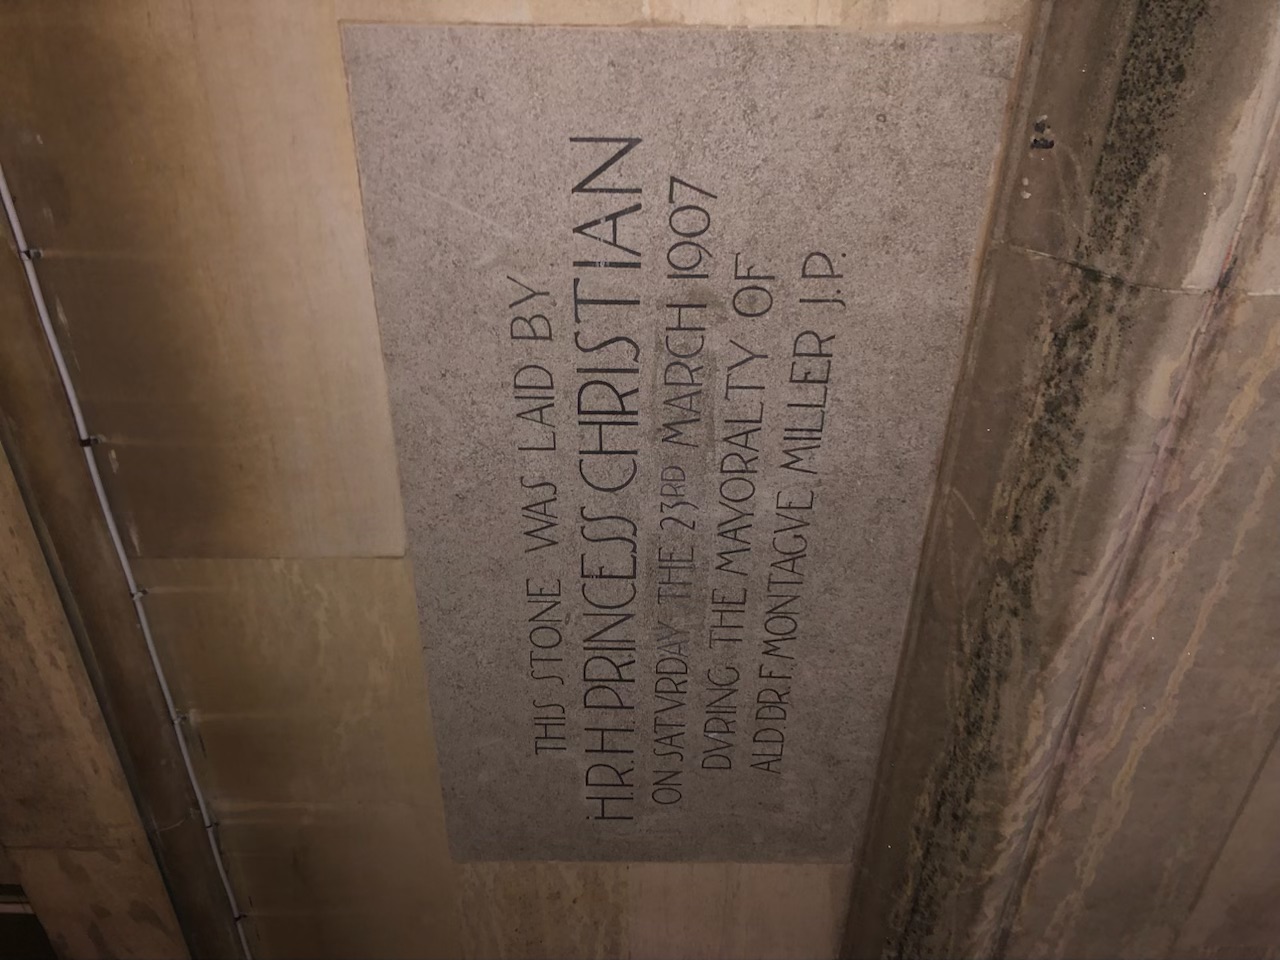 THIS STONE WAS LAID BY
H.R.H. PRINCESS CHRISTIAN
ON SATVRDAY THE 23RD MARCH 1907
DVRING THE MAYORALTY OF
ALD. DR. F. MONTAGVE MILLER J.P.